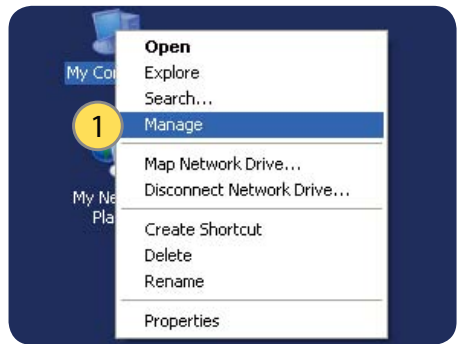 Open
My Co
Explore
Search...
1
Manage
Map Network Drive...
My Ne
Disconnect Network Drive...
Pla
Create Shortcut
Delete
Rename
Properties